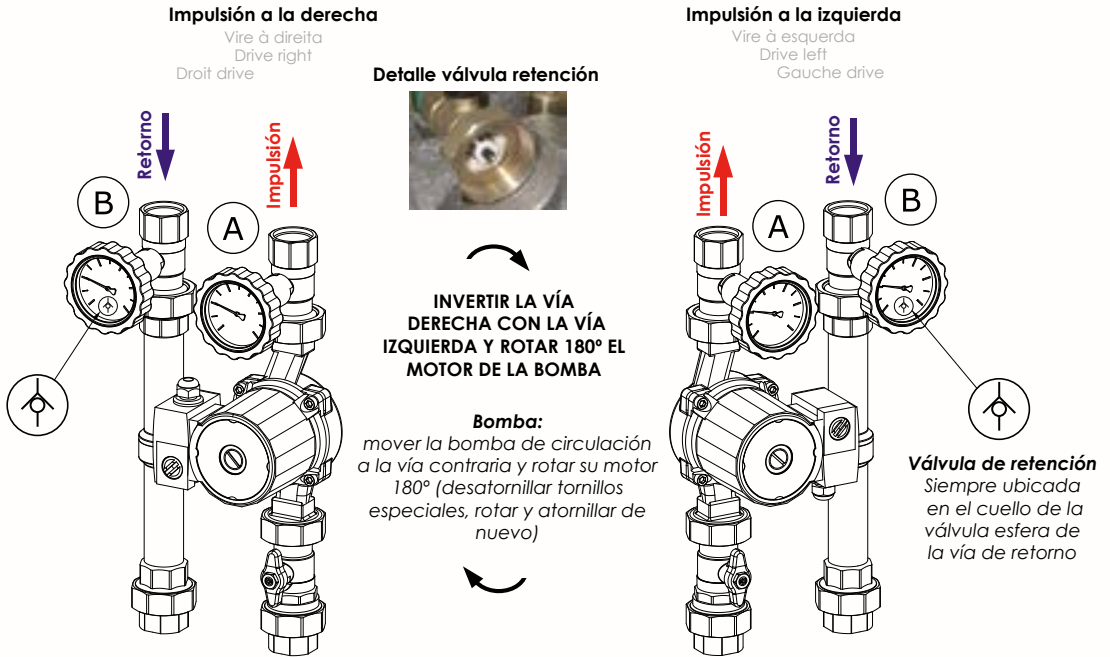 Impulsión a la derecha
Vire à direita
Drive right
Droit drive
Impulsión a la izquierda
Vire à esquerda
Drive left
Gauche drive
Detalle válvula retención
Retorno
Impulsión
B
A
Impulsión
Retorno
A
B
INVERTIR LA VÍA
DERECHA CON LA VÍA
IZQUIERDA Y ROTAR 180º EL
MOTOR DE LA BOMBA
Bomba:
mover la bomba de circulación
a la vía contraria y rotar su motor
180º (desatornillar tornillos
especiales, rotar y atornillar de
nuevo)
Válvula de retención
Siempre ubicada
en el cuello de la
válvula esfera de
la vía de retorno